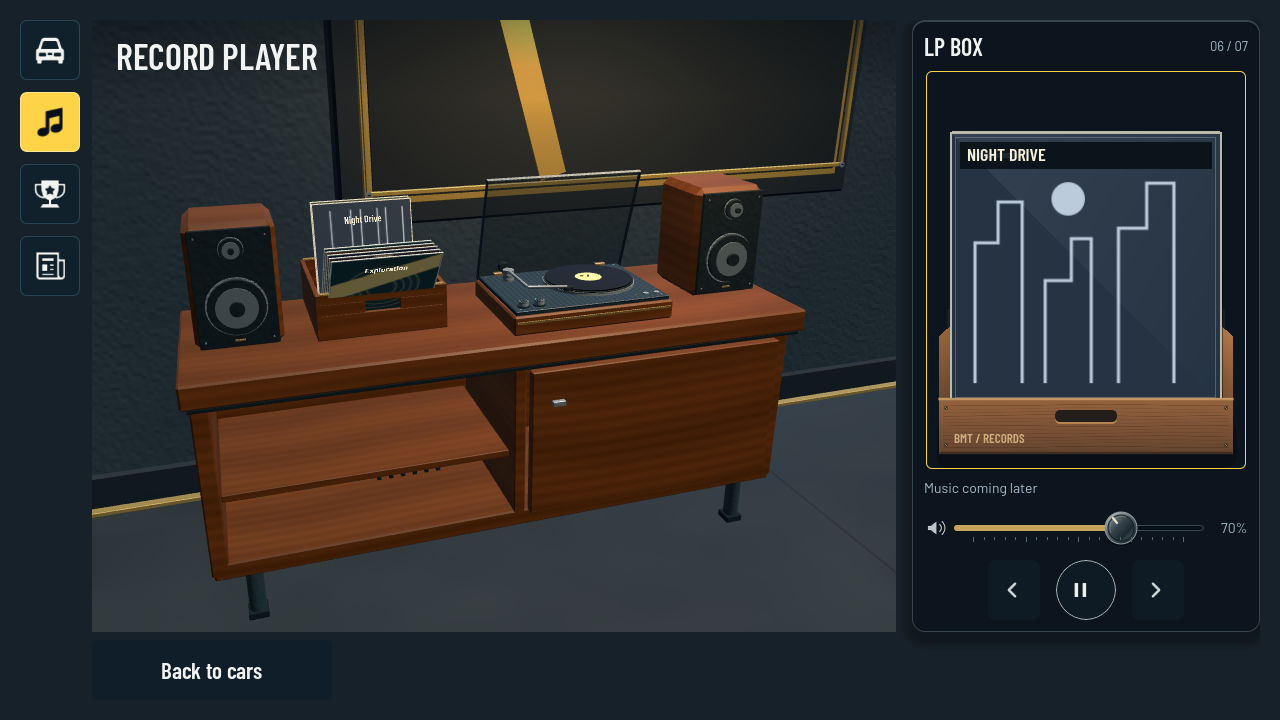 RECORD PLAYER
Night Drive
Exploration
Back to cars
LP BOX
06 / 07
NIGHT DRIVE
BMT / RECORDS
Music coming later
70%